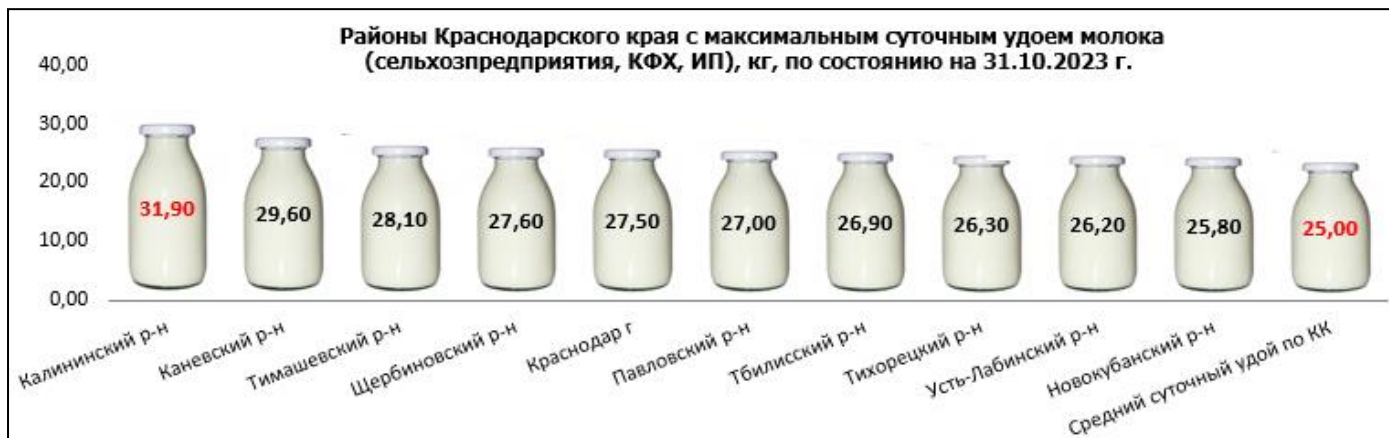 Районы Краснодарского края с максимальным суточным удоем молока
(сельхозпредприятия, КФХ, ИП), кг, по состоянию на 31.10.2023 г.
40,00
30,00
20,00
10,00
0,00
31,90
29,60
28,10
27,60
27,50
27,00
26,90
26,30
26,20
25,80
25,00
Калининский р-н
Каневский р-н
Тимашевский р-н
Щербиновский р-н
Краснодар г
Павловский р-н
Тбилисский р-н
Тихорецкий р-н
Усть-Лабинский р-н
Новокубанский р-н
Средний суточный удой по КК